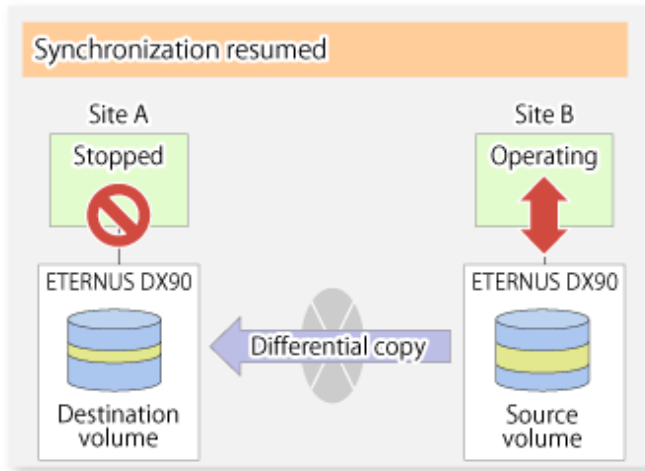 Synchronization resumed
Site A
Site B
Stopped
Operating
ETERNUS DX90
ETERNUS DX90
Differential copy
Destination
volume
Source
volume